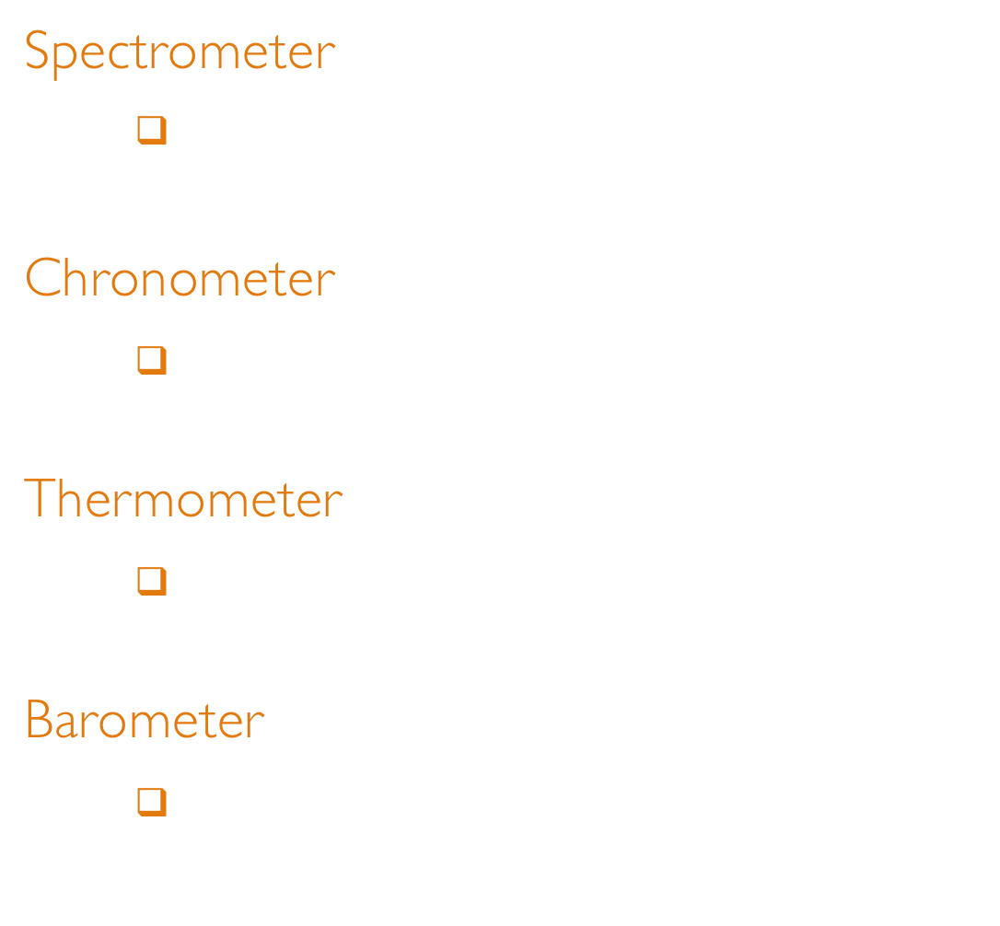 Spectrometer
❑
Chronometer
❑
Thermometer
❑
Barometer
❑